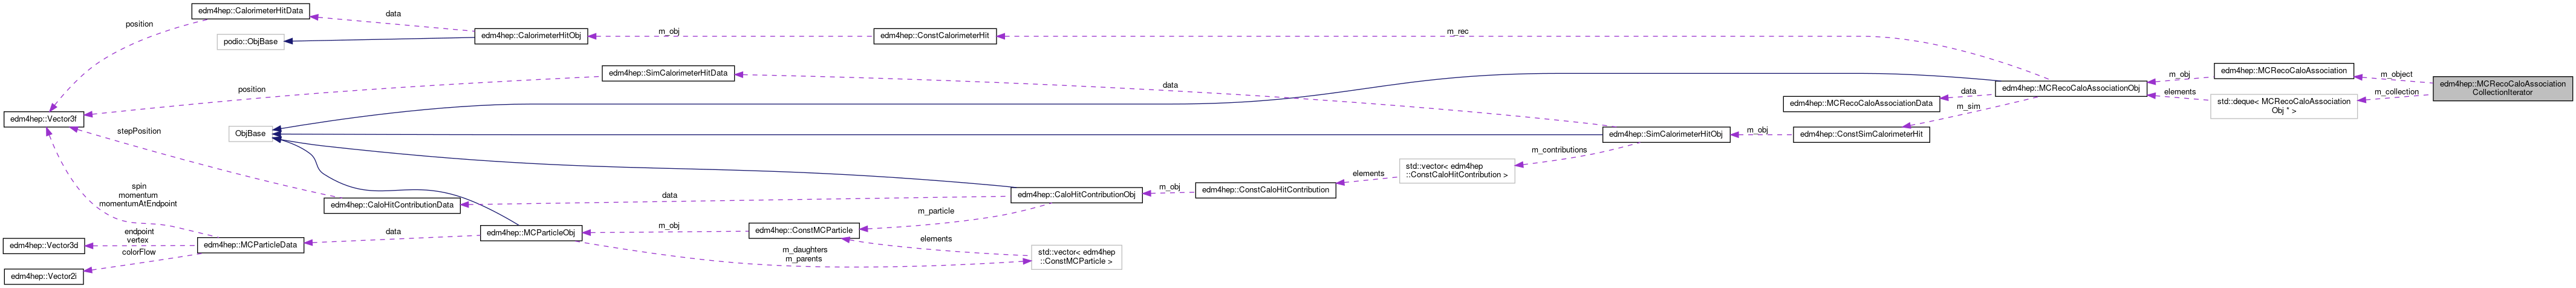 edm4hep::CalorimeterHitData
data
position
podio::ObjBase
edm4hep::CalorimeterHitObj
m_obj
edm4hep::ConstCalorimeterHit
m_rec
edm4hep::SimCalorimeterHitData
position
data
edm4hep::MCRecoCaloAssociation
m_object
m_obj
edm4hep::MCRecoCaloAssociationObj
edm4hep::MCRecoCaloAssociation
CollectionIterator
data
elements
m_collection
edm4hep::MCRecoCaloAssociationData
m_sim
std::deque< MCRecoCaloAssociation
Obj * >
edm4hep::Vector3f
stepPosition
ObjBase
edm4hep::SimCalorimeterHitObj
m_obj
edm4hep::ConstSimCalorimeterHit
m_contributions
std::vector< edm4hep
::ConstCaloHitContribution >
elements
spin
momentum
momentumAtEndpoint
edm4hep::CaloHitContributionData
data
edm4hep::CaloHitContributionObj
m_obj
edm4hep::ConstCaloHitContribution
m_particle
endpoint
vertex
colorFlow
edm4hep::Vector3d
edm4hep::MCParticleData
data
edm4hep::MCParticleObj
m_obj
edm4hep::ConstMCParticle
elements
m_daughters
m_parents
std::vector< edm4hep
::ConstMCParticle >
edm4hep::Vector2i